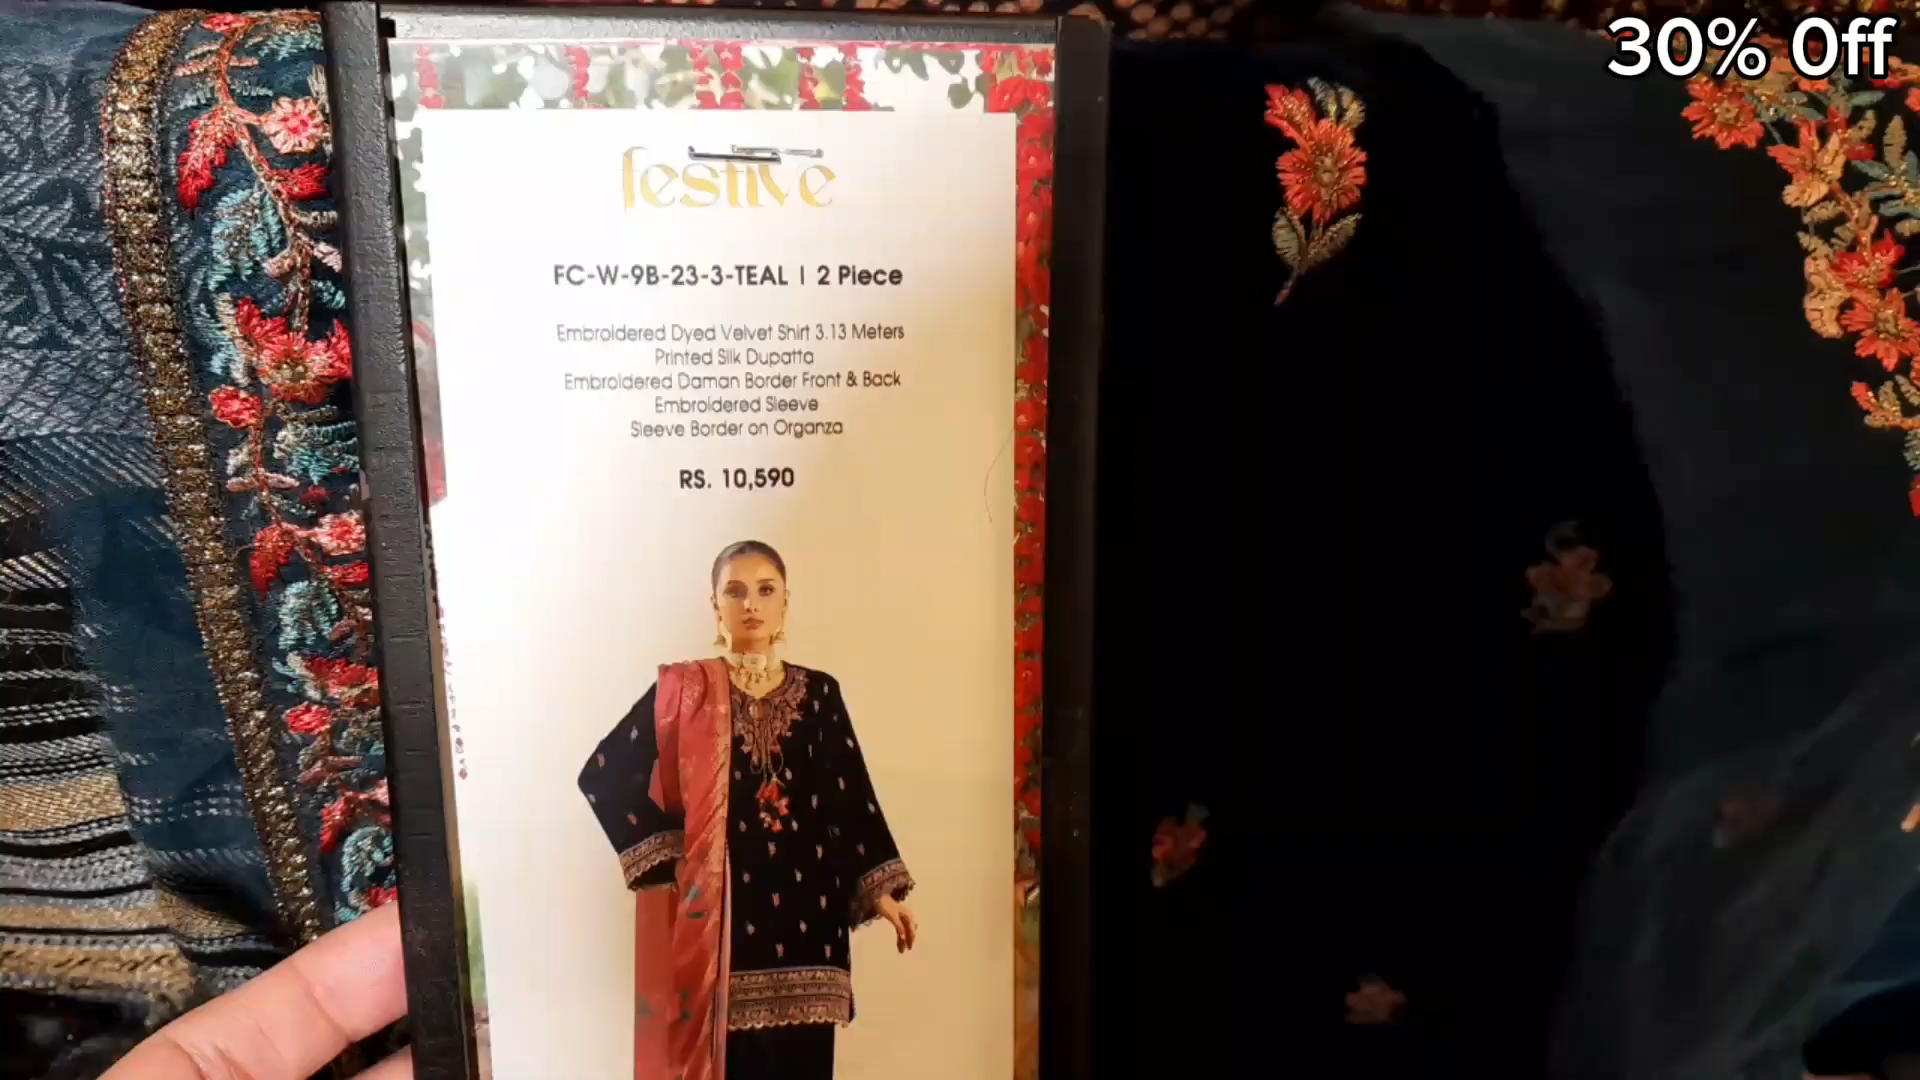 30% Off
festive
FC-W-9B-23-3-TEAL | 2 Piece
Embroidered Dyed Velvet Shirt 3.13 Meters
Printed Silk Dupatta
Embroidered Daman Border Front & Back
Embroidered Sleeve
Sleeve Border on Organza
RS. 10,590